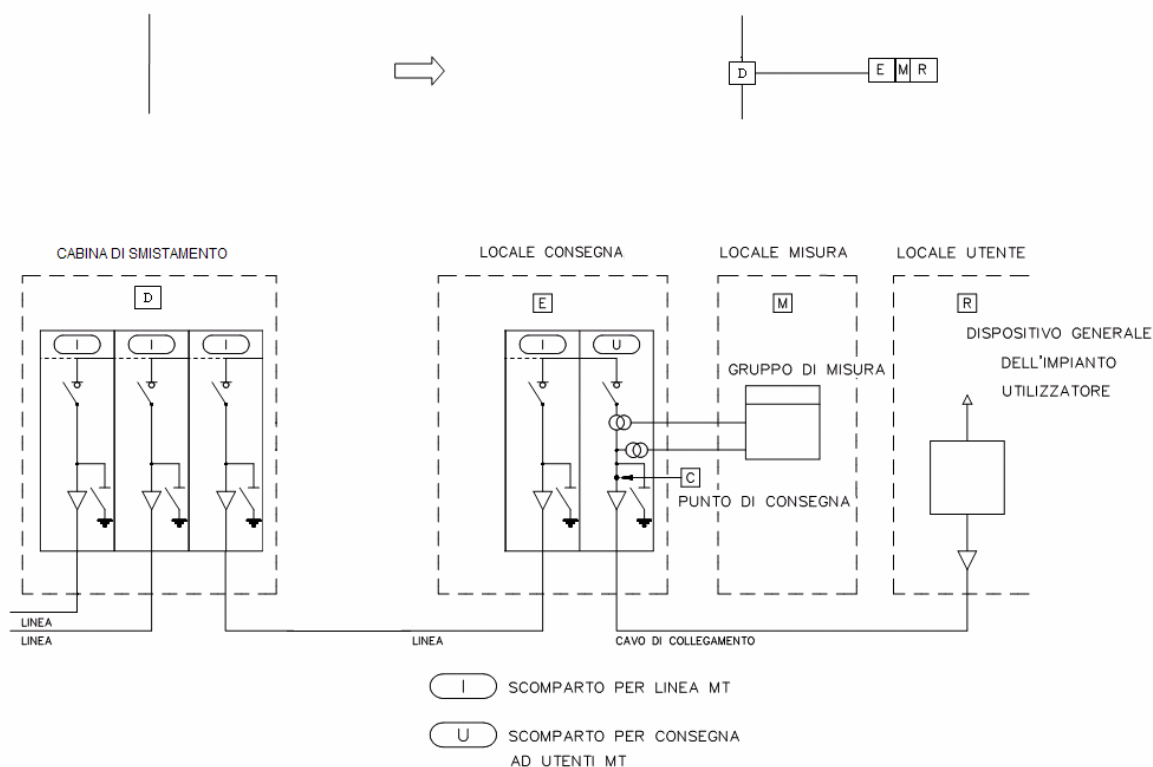 D
E M R
CABINA DI SMISTAMENTO
LOCALE CONSEGNA
LOCALE MISURA
LOCALE UTENTE
D
E
M
R
I
I
I
I
U
DISPOSITIVO GENERALE
DELL'IMPIANTO
UTILIZZATORE
GRUPPO DI MISURA
C
PUNTO DI CONSEGNA
LINEA
LINEA
LINEA
CAVO DI COLLEGAMENTO
I SCOMPARTO PER LINEA MT
U SCOMPARTO PER CONSEGNA
AD UTENTI MT